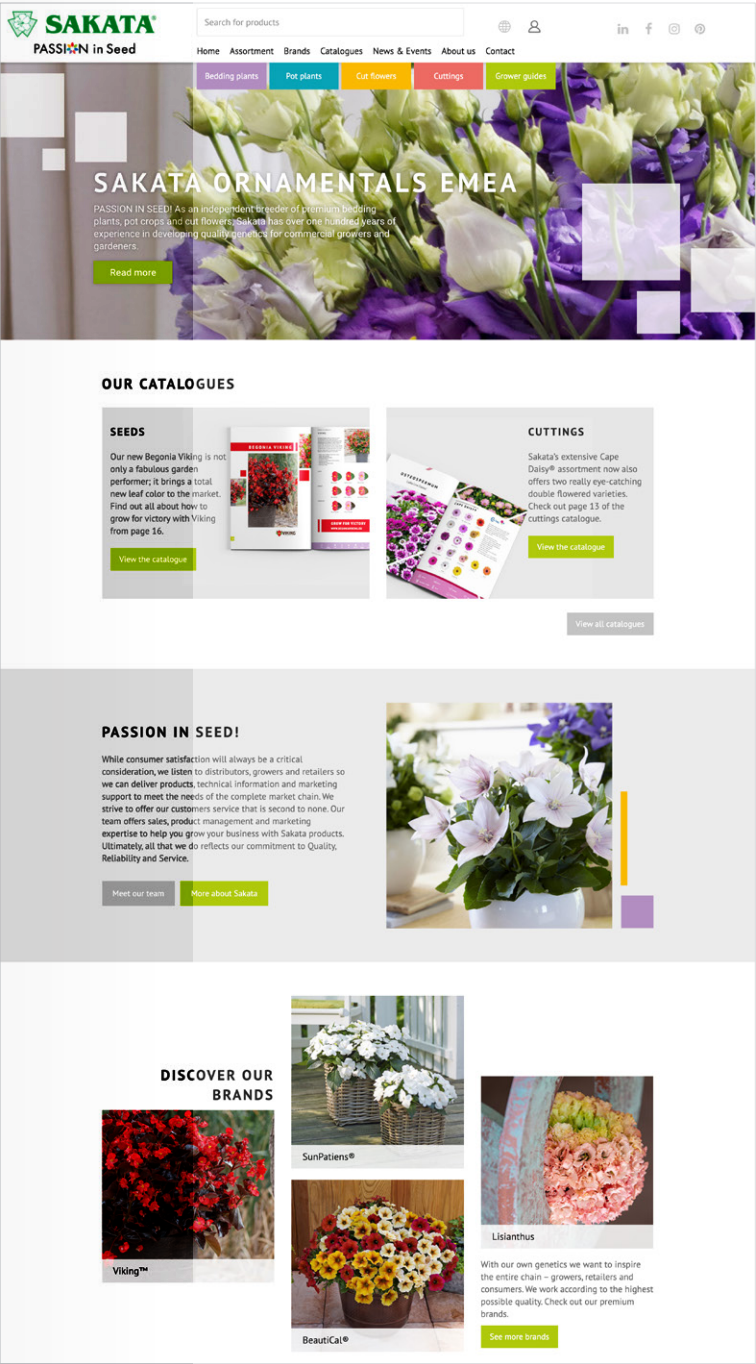 SAKATA®
PASSION in Seed
Search for products
Home Assortment Brands Catalogues News & Events About us Contact
Bedding plants Pot plants Cut flowers Cuttings Grower guides
SAKATA ORNAMENTALS EMEA
PASSION IN SEED! As an independent breeder of premium bedding
plants, pot crops and cut flowers, Sakata has over one hundred years of
experience in developing quality genetics for commercial growers and
gardeners.
Read more
OUR CATALOGUES
SEEDS
Our new Begonia Viking is not
only a fabulous garden
performer; it brings a total
new leaf color to the market.
Find out all about how to
grow for victory with Viking
from page 16.
View the catalogue
BEGONIA VIKING
GROW FOR VICTORY
VIKING
OSTEOSPERMUM
CUTTINGS
Sakata's extensive Cape
Daisy® assortment now also
offers two really eye-catching
double flowered varieties.
Check out page 13 of the
cuttings catalogue.
View the catalogue
View all catalogues
PASSION IN SEED!
While consumer satisfaction will always be a critical
consideration, we listen to distributors, growers and retailers so
we can deliver products, technical information and marketing
support to meet the needs of the complete market chain. We
strive to offer our customers service that is second to none. Our
team offers sales, product management and marketing
expertise to help you grow your business with Sakata products.
Ultimately, all that we do reflects our commitment to Quality,
Reliability and Service.
Meet our team More about Sakata
DISCOVER OUR
BRANDS
Viking™
SunPatiens®
BeautiCal®
Lisianthus
With our own genetics we want to inspire
the entire chain – growers, retailers and
consumers. We work according to the highest
possible quality. Check out our premium
brands.
See more brands